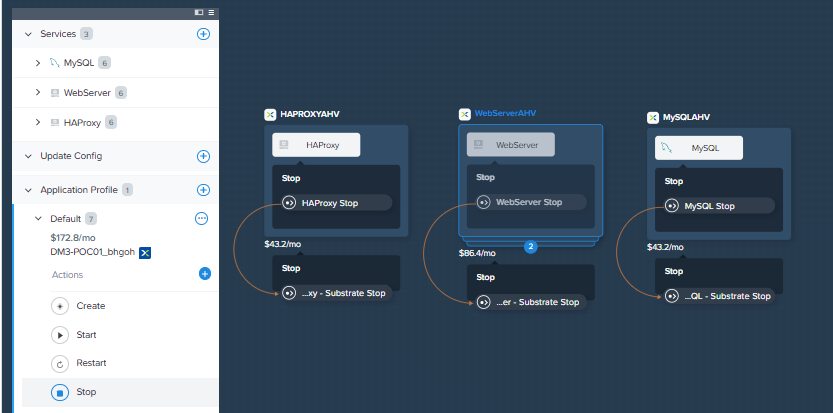 Services 3
MySQL 6
WebServer 6
HAProxy 6
Update Config
Application Profile 1
Default 7
$172.8/mo
DM3-POC01_bhgoh
Actions
Create
Start
Restart
Stop
HAPROXYAHV
HAProxy
Stop
HAProxy Stop
$43.2/mo
Stop
...xy - Substrate Stop
WebServerAHV
WebServer
Stop
WebServer Stop
2
$86.4/mo
Stop
...er - Substrate Stop
MySQLAHV
MySQL
Stop
MySQL Stop
$43.2/mo
Stop
...QL - Substrate Stop